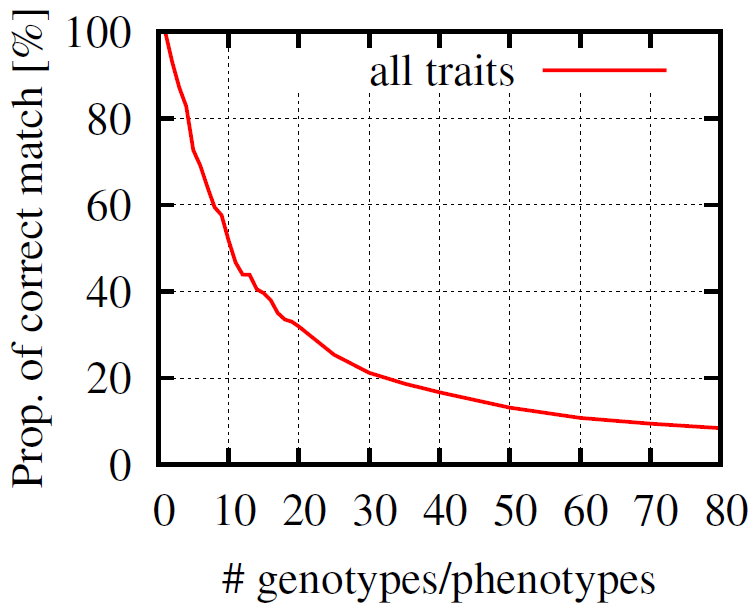 Prop. of correct match [%]
100
80
60
40
20
0
all traits
0 10 20 30 40 50 60 70 80
# genotypes/phenotypes